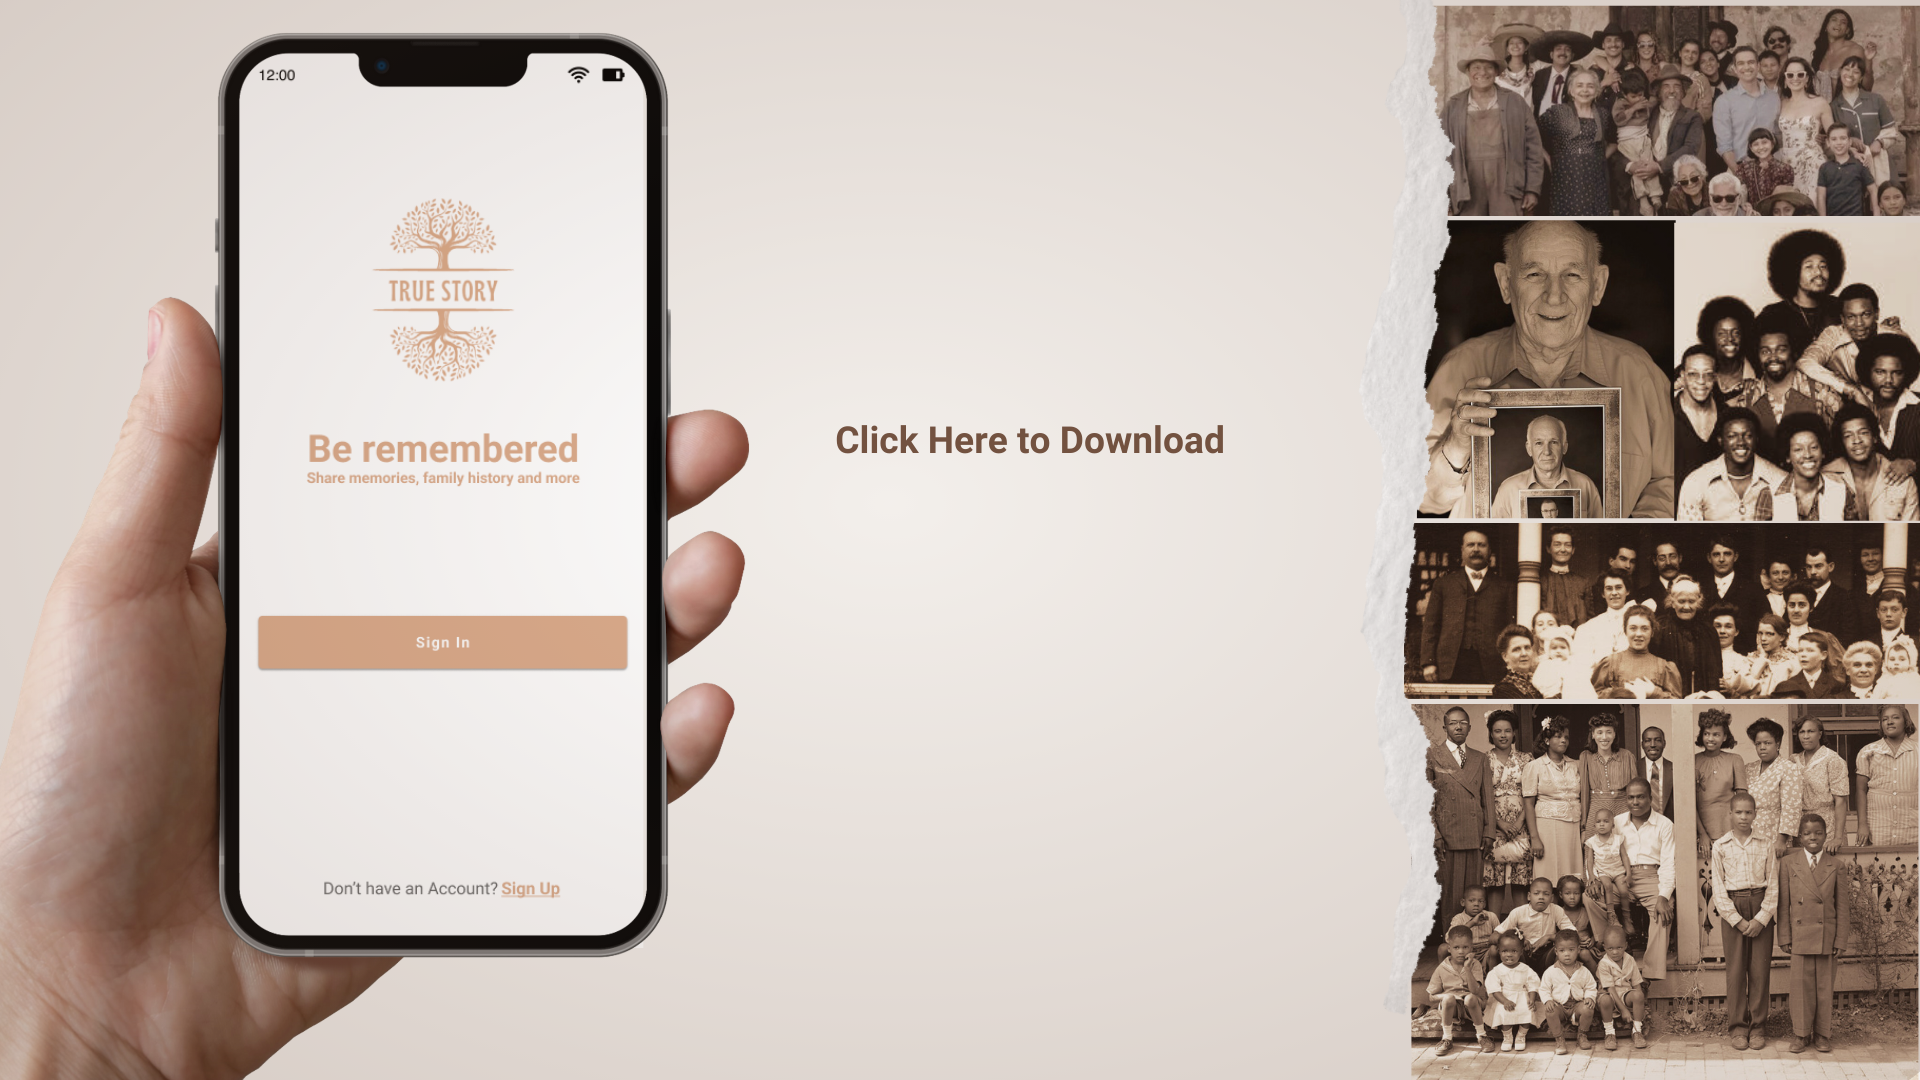 12:00
TRUE STORY
Be remembered
Share memories, family history and more
Sign In
Don't have an Account? Sign Up
Click Here to Download